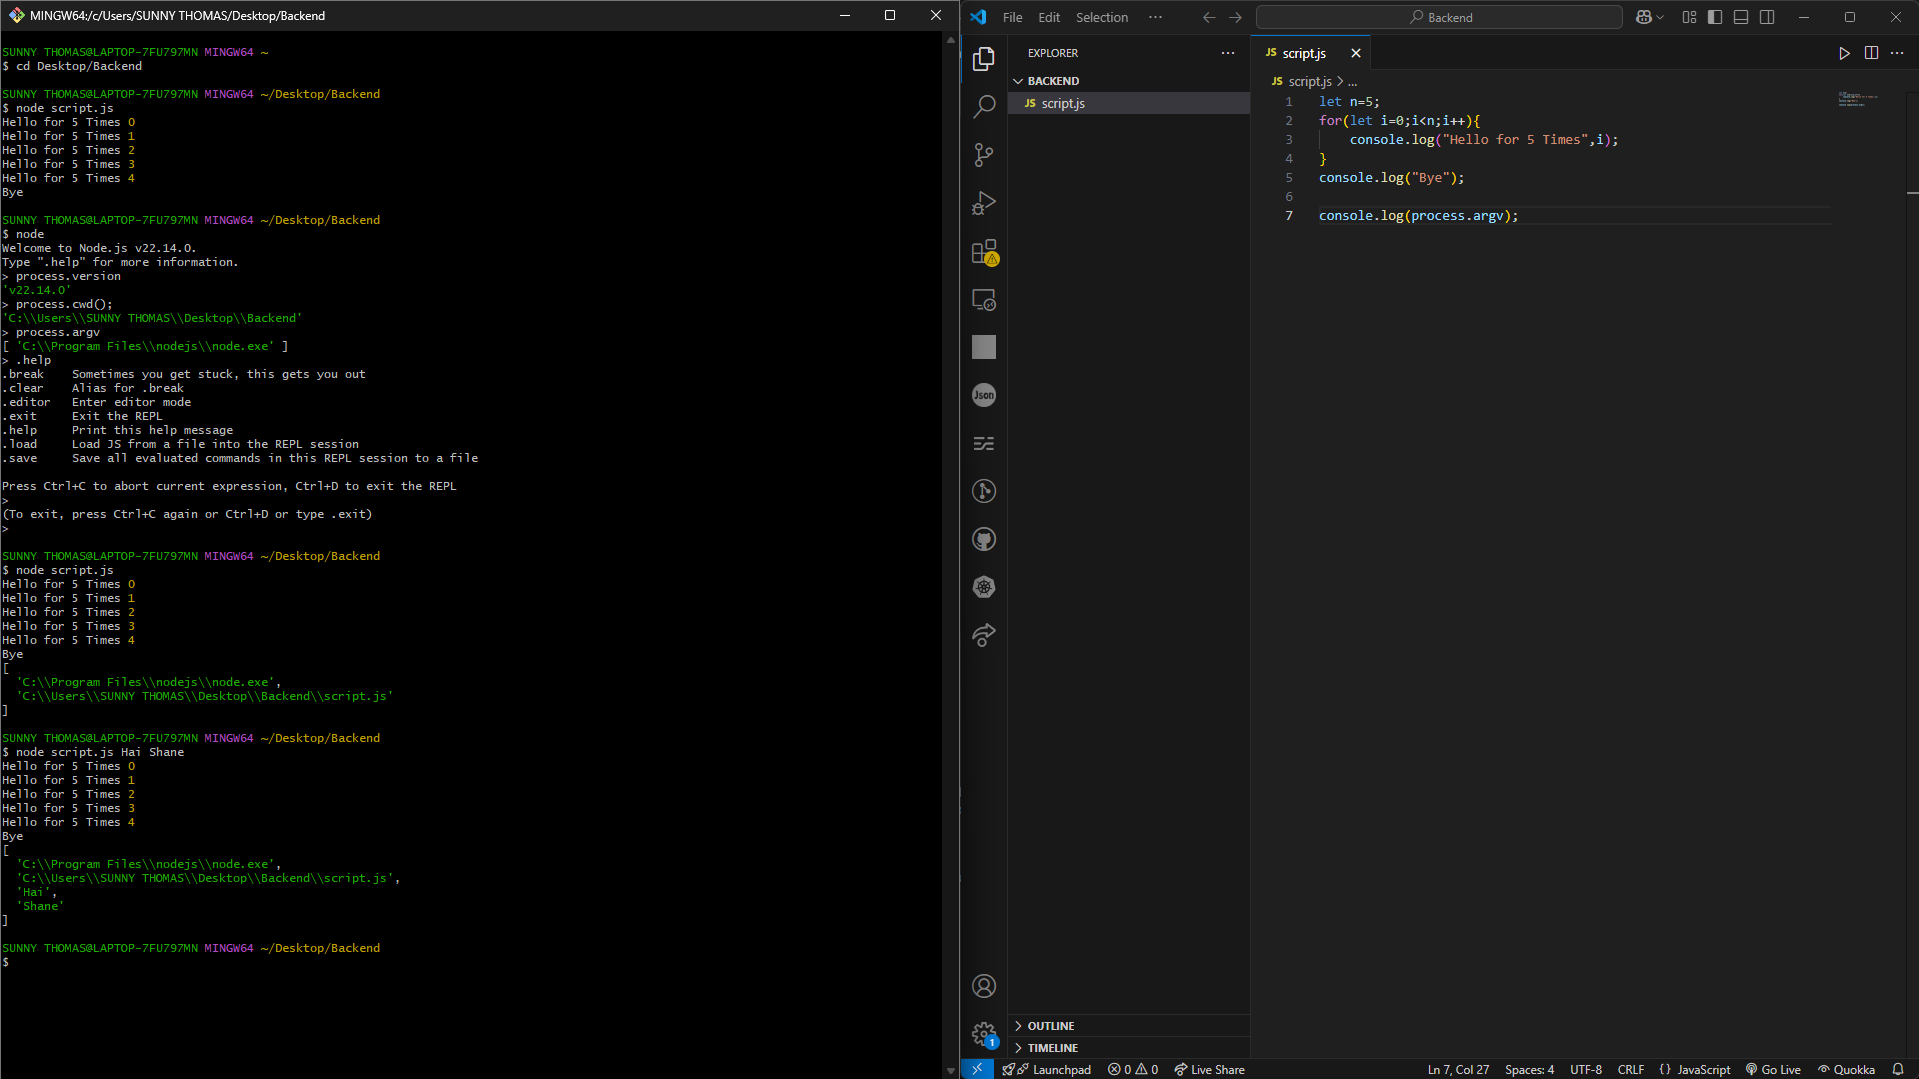 MINGW64:/c/Users/SUNNY THOMAS/Desktop/Backend
SUNNY THOMAS@LAPTOP-7FU797MN MINGW64 ~
$ cd Desktop/Backend
SUNNY THOMAS@LAPTOP-7FU797MN MINGW64 ~/Desktop/Backend
$ node script.js
Hello for 5 Times 0
Hello for 5 Times 1
Hello for 5 Times 2
Hello for 5 Times 3
Hello for 5 Times 4
Bye
SUNNY THOMAS@LAPTOP-7FU797MN MINGW64 ~/Desktop/Backend
$ node
Welcome to Node.js v22.14.0.
Type ".help" for more information.
> process.version
'v22.14.0'
> process.cwd();
'C:\\Users\\SUNNY THOMAS\\Desktop\\Backend'
> process.argv
[ 'C:\\Program Files\\nodejs\\node.exe' ]
> .help
.break    Sometimes you get stuck, this gets you out
.clear    Alias for .break
.editor   Enter editor mode
.exit     Exit the REPL
.help     Print this help message
.load     Load JS from a file into the REPL session
.save     Save all evaluated commands in this REPL session to a file
Press Ctrl+C to abort current expression, Ctrl+D to exit the REPL
>
(To exit, press Ctrl+C again or Ctrl+D or type .exit)
>
SUNNY THOMAS@LAPTOP-7FU797MN MINGW64 ~/Desktop/Backend
$ node script.js
Hello for 5 Times 0
Hello for 5 Times 1
Hello for 5 Times 2
Hello for 5 Times 3
Hello for 5 Times 4
Bye
[
  'C:\\Program Files\\nodejs\\node.exe',
  'C:\\Users\\SUNNY THOMAS\\Desktop\\Backend\\script.js'
]
SUNNY THOMAS@LAPTOP-7FU797MN MINGW64 ~/Desktop/Backend
$ node script.js Hai Shane
Hello for 5 Times 0
Hello for 5 Times 1
Hello for 5 Times 2
Hello for 5 Times 3
Hello for 5 Times 4
Bye
[
  'C:\\Program Files\\nodejs\\node.exe',
  'C:\\Users\\SUNNY THOMAS\\Desktop\\Backend\\script.js',
  'Hai',
  'Shane'
]
SUNNY THOMAS@LAPTOP-7FU797MN MINGW64 ~/Desktop/Backend
$
File Edit Selection ··· Backend
EXPLORER ···
BACKEND
JS script.js
Json
1
OUTLINE
TIMELINE
JS script.js
JS script.js > ...
1 let n=5;
2 for(let i=0;i<n;i++){
3     console.log("Hello for 5 Times",i);
4 }
5 console.log("Bye");
6
7 console.log(process.argv);
Launchpad 0 0 Live Share Ln 7, Col 27 Spaces: 4 UTF-8 CRLF {} JavaScript Go Live Quokka